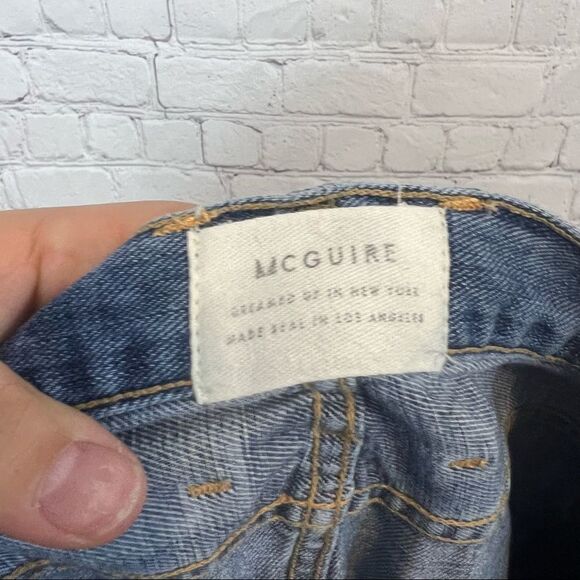 MCGUIRE
DREAMED UP IN NEW YORK
MADE REAL IN LOS ANGELES